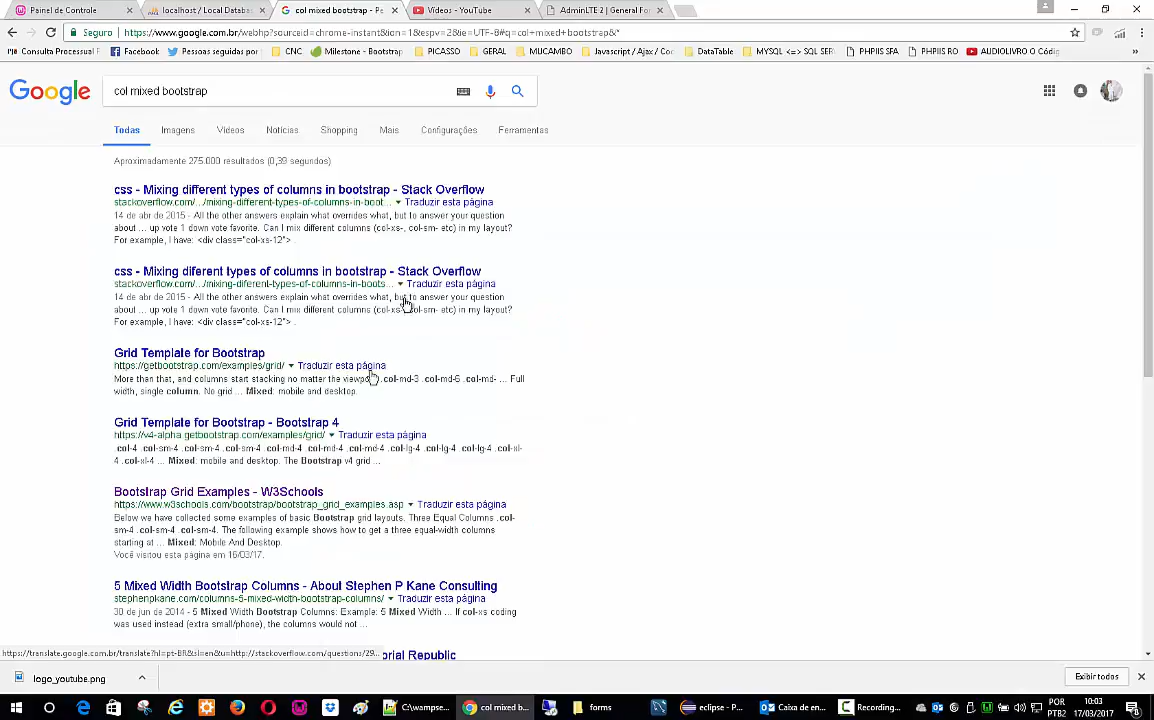 Painel de Controle
localhost / Local Databas
col mixed bootstrap - Pe
Vídeos - YouTube
AdminLTE 2 | General Fo
Seguro
https://www.google.com.br/webhp?sourceid=chrome-instant&ion=1&espv=2&ie=UTF-8#q=col+mixed+bootstrap&*
Consulta Processual
Facebook
Pessoas seguidas por
CNC
Milestone - Bootstrap
PICASSO
GERAL
MUCAMBO
Javascript / Ajax / Coc
DataTable
MYSQL <=> SQL SER
PHPIIS SFA
PHPIIS RO
AUDIOLIVRO O Códig
Google
col mixed bootstrap
Todas
Imagens
Vídeos
Notícias
Shopping
Mais
Configurações
Ferramentas
Aproximadamente 275.000 resultados (0,39 segundos)
css - Mixing different types of columns in bootstrap - Stack Overflow
stackoverflow.com/.../mixing-different-types-of-columns-in-boot... Traduzir esta página
14 de abr de 2015 - All the other answers explain what overrides what, but to answer your question
about ... up vote 1 down vote favorite. Can I mix different columns (col-xs-, col-sm- etc) in my layout?
For example, I have: <div class="col-xs-12"> .
css - Mixing diferent types of columns in bootstrap - Stack Overflow
stackoverflow.com/.../mixing-diferent-types-of-columns-in-boots... Traduzir esta página
14 de abr de 2015 - All the other answers explain what overrides what, but to answer your question
about ... up vote 1 down vote favorite. Can I mix different columns (col-xs-, col-sm- etc) in my layout?
For example, I have: <div class="col-xs-12"> .
Grid Template for Bootstrap
https://getbootstrap.com/examples/grid/ Traduzir esta página
More than that, and columns start stacking no matter the viewpo .col-md-3 .col-md-6 .col-md- ... Full
width, single column. No grid ... Mixed: mobile and desktop.
Grid Template for Bootstrap - Bootstrap 4
https://v4-alpha.getbootstrap.com/examples/grid/ Traduzir esta página
.col-4 .col-sm-4 .col-sm-4 .col-md-4 .col-md-4 .col-md-4 .col-lg-4 .col-lg-4 .col-lg-4 .col-xl-
4 .col-xl-4 ... Mixed: mobile and desktop. The Bootstrap v4 grid ...
Bootstrap Grid Examples - W3Schools
https://www.w3schools.com/bootstrap/bootstrap_grid_examples.asp Traduzir esta página
Below we have collected some examples of basic Bootstrap grid layouts. Three Equal Columns .col-
sm-4 .col-sm-4 .col-sm-4. The following example shows how to get a three equal-width columns
starting at ... Mixed: Mobile And Desktop.
Você visitou esta página em 16/03/17.
5 Mixed Width Bootstrap Columns - About Stephen P Kane Consulting
stephenpkane.com/columns-5-mixed-width-bootstrap-columns/ Traduzir esta página
30 de jun de 2014 - 5 Mixed Width Bootstrap Columns: Example: 5 Mixed Width ... If col-xs coding
was used instead (extra small/phone), the columns would not ...
https://translate.google.com.br/translate?hl=pt-BR&sl=en&u=http://stackoverflow.com/questions/29...
orial Republic
logo_youtube.png
Exibir todos
C:\wampse...
col mixed b...
forms
eclipse - P...
Caixa de en...
Recording...
POR
PTB2
10:03
17/03/2017